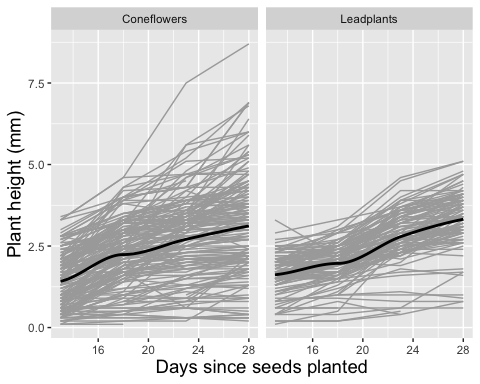 Coneflowers Leadplants
Plant height (mm)
7.5
5.0
2.5
0.0
16 20 24 28 16 20 24 28
Days since seeds planted